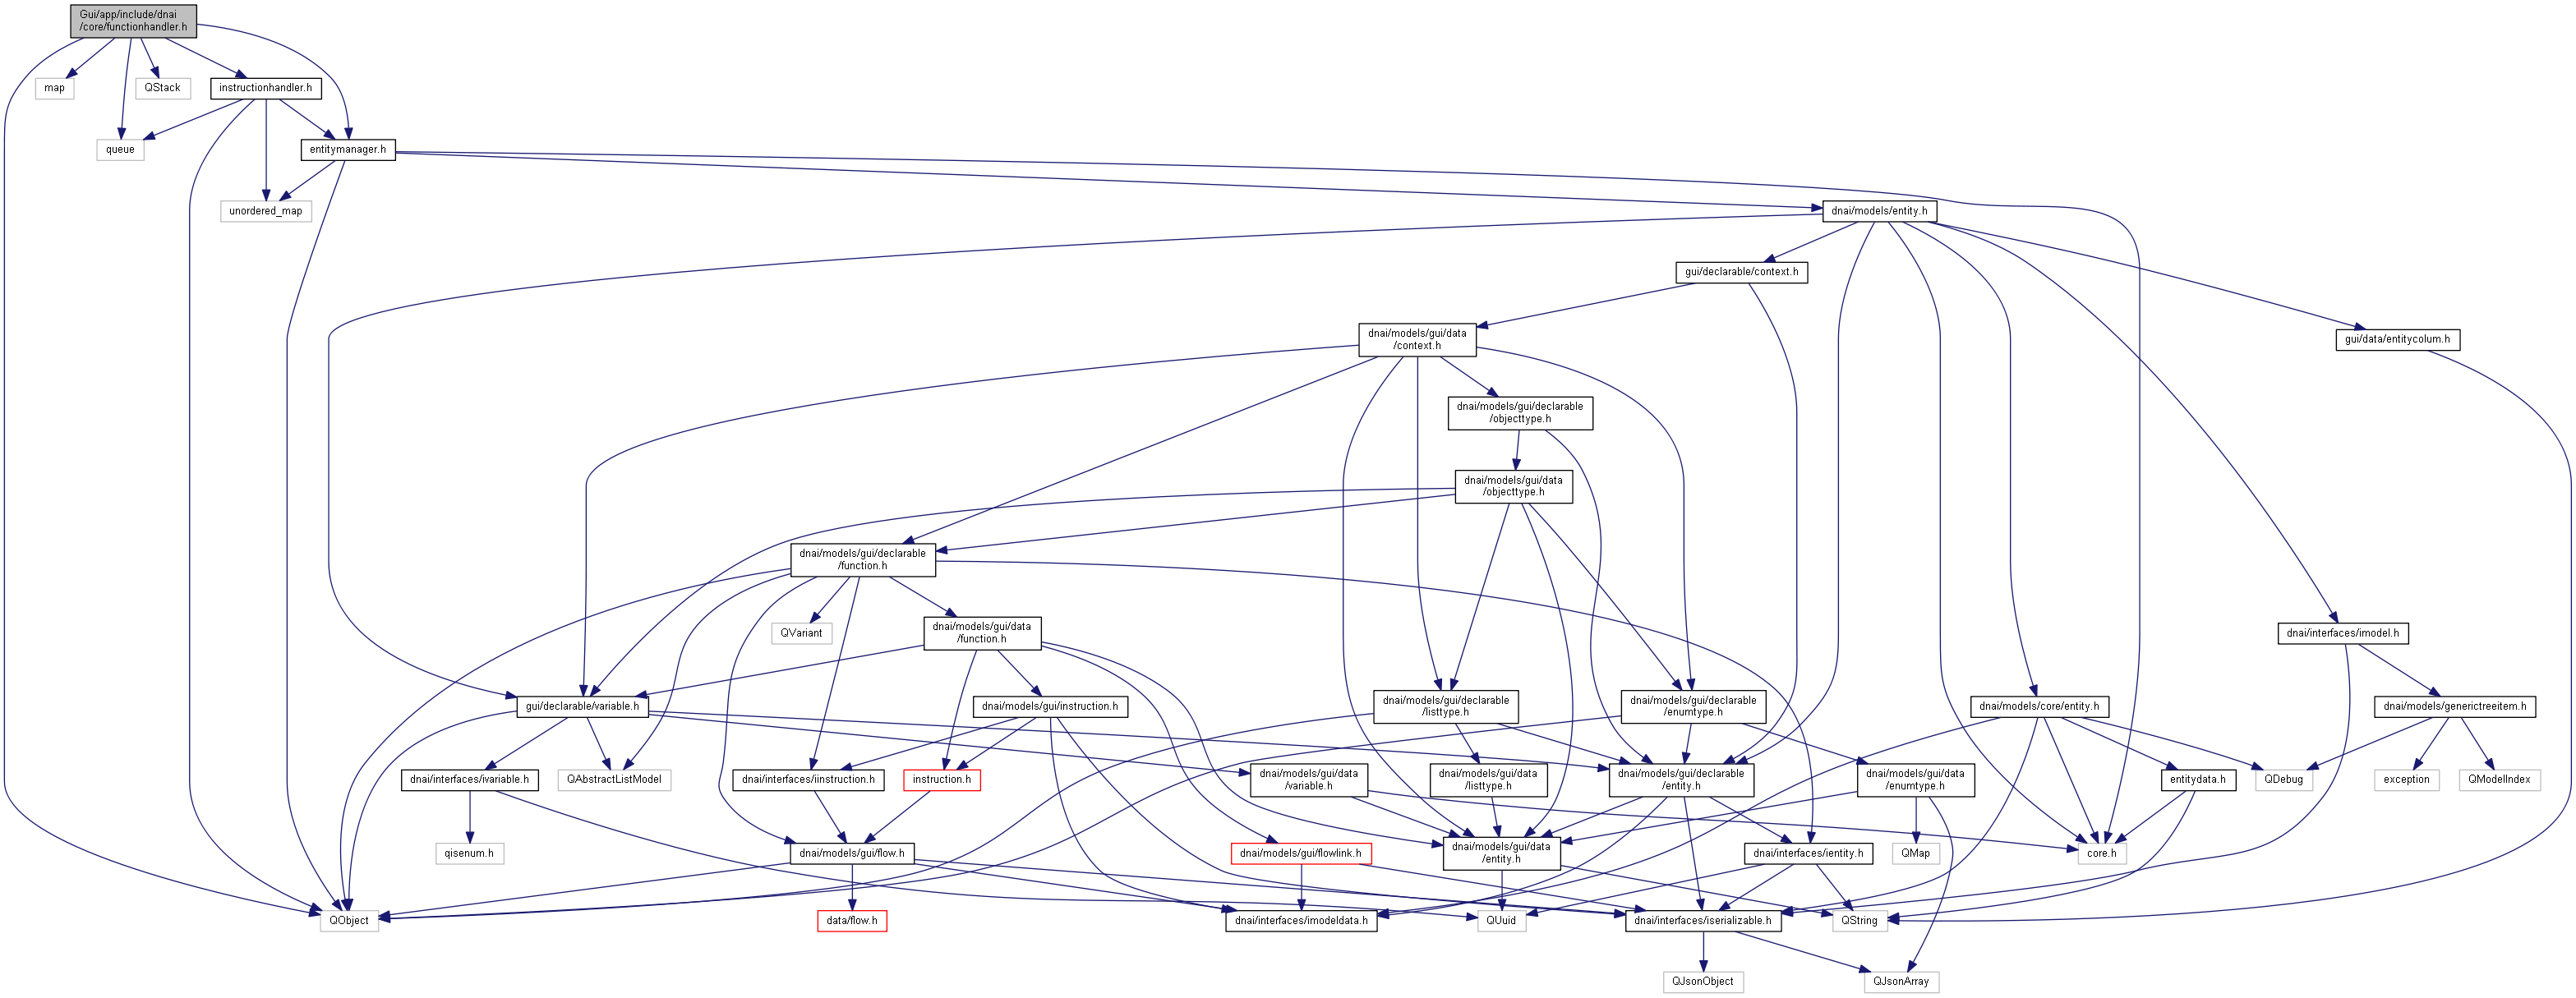 Gui/app/include/dnai
/core/functionhandler.h
map
QStack
instructionhandler.h
queue
entitymanager.h
unordered_map
dnai/models/entity.h
gui/declarable/context.h
dnai/models/gui/data
/context.h
gui/data/entitycolum.h
dnai/models/gui/declarable
/objecttype.h
dnai/models/gui/data
/objecttype.h
dnai/models/gui/declarable
/function.h
QVariant
dnai/models/gui/data
/function.h
dnai/interfaces/imodel.h
gui/declarable/variable.h
dnai/models/gui/instruction.h
dnai/models/gui/declarable
/listtype.h
dnai/models/gui/declarable
/enumtype.h
dnai/models/core/entity.h
dnai/models/generictreeitem.h
dnai/interfaces/ivariable.h
QAbstractListModel
dnai/interfaces/iinstruction.h
instruction.h
dnai/models/gui/data
/variable.h
dnai/models/gui/data
/listtype.h
dnai/models/gui/declarable
/entity.h
dnai/models/gui/data
/enumtype.h
entitydata.h
QDebug
exception
QModelIndex
qisenum.h
dnai/models/gui/flow.h
dnai/models/gui/flowlink.h
dnai/models/gui/data
/entity.h
dnai/interfaces/ientity.h
QMap
core.h
QObject
data/flow.h
dnai/interfaces/imodeldata.h
QUuid
dnai/interfaces/iserializable.h
QString
QJsonObject
QJsonArray